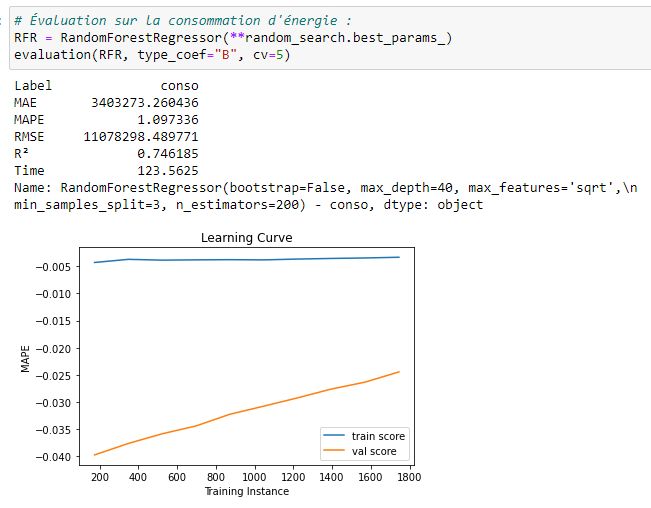 # Évaluation sur la consommation d'énergie :
RFR = RandomForestRegressor(**random_search.best_params_)
evaluation(RFR, type_coef="B", cv=5)
Label conso
MAE 3403273.260436
MAPE 1.097336
RMSE 11078298.489771
R² 0.746185
Time 123.5625
Name: RandomForestRegressor(bootstrap=False, max_depth=40, max_features='sqrt',\n
min_samples_split=3, n_estimators=200) - conso, dtype: object
Learning Curve
−0.005
−0.010
−0.015
−0.020
−0.025
−0.030
−0.035
−0.040
MAPE
train score
val score
200 400 600 800 1000 1200 1400 1600 1800
Training Instance